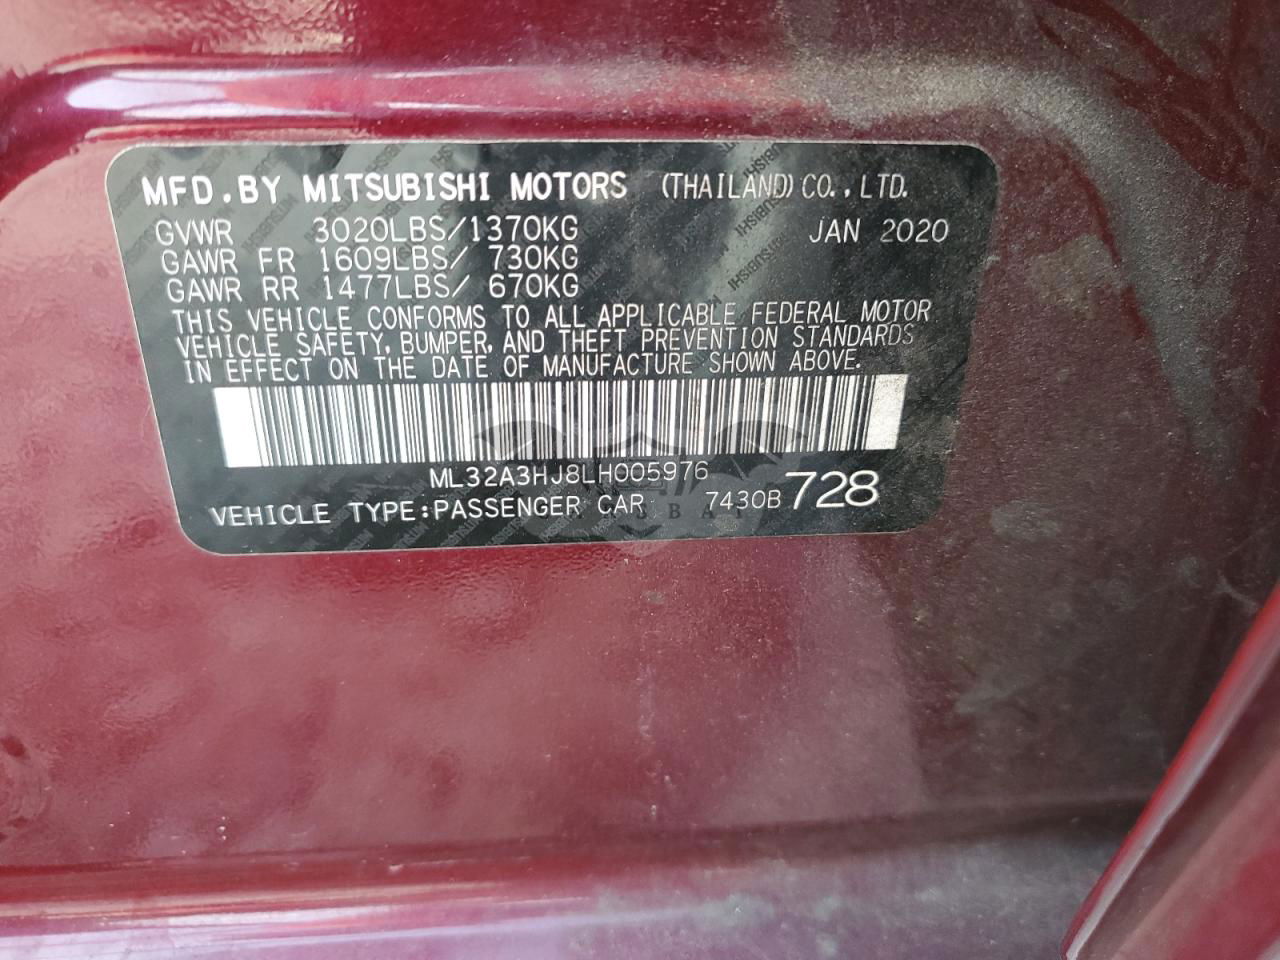 MFD.BY MITSUBISHI MOTORS (THAILAND) CO.,LTD.
GVWR 3020LBS/1370KG JAN 2020
GAWR FR 1609LBS/ 730KG
GAWR RR 1477LBS/ 670KG
THIS VEHICLE CONFORMS TO ALL APPLICABLE FEDERAL MOTOR
VEHICLE SAFETY, BUMPER, AND THEFT PREVENTION STANDARDS
IN EFFECT ON THE DATE OF MANUFACTURE SHOWN ABOVE.
ML32A3HJ8LH005976
VEHICLE TYPE:PASSENGER CAR 7430B 728